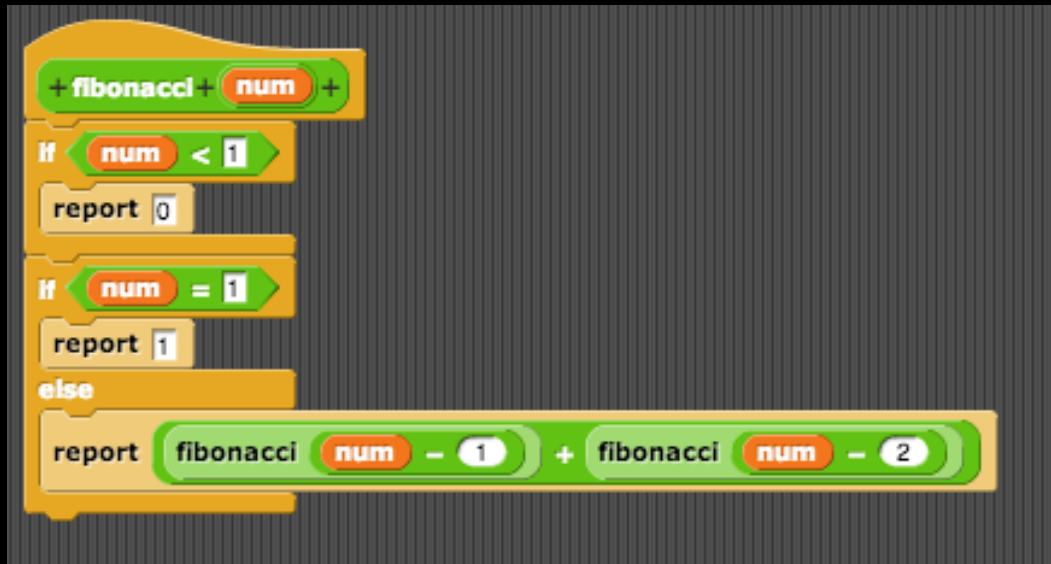 +fibonacci+ num +
if num < 1
report 0
if num = 1
report 1
else
report fibonacci num - 1 + fibonacci num - 2